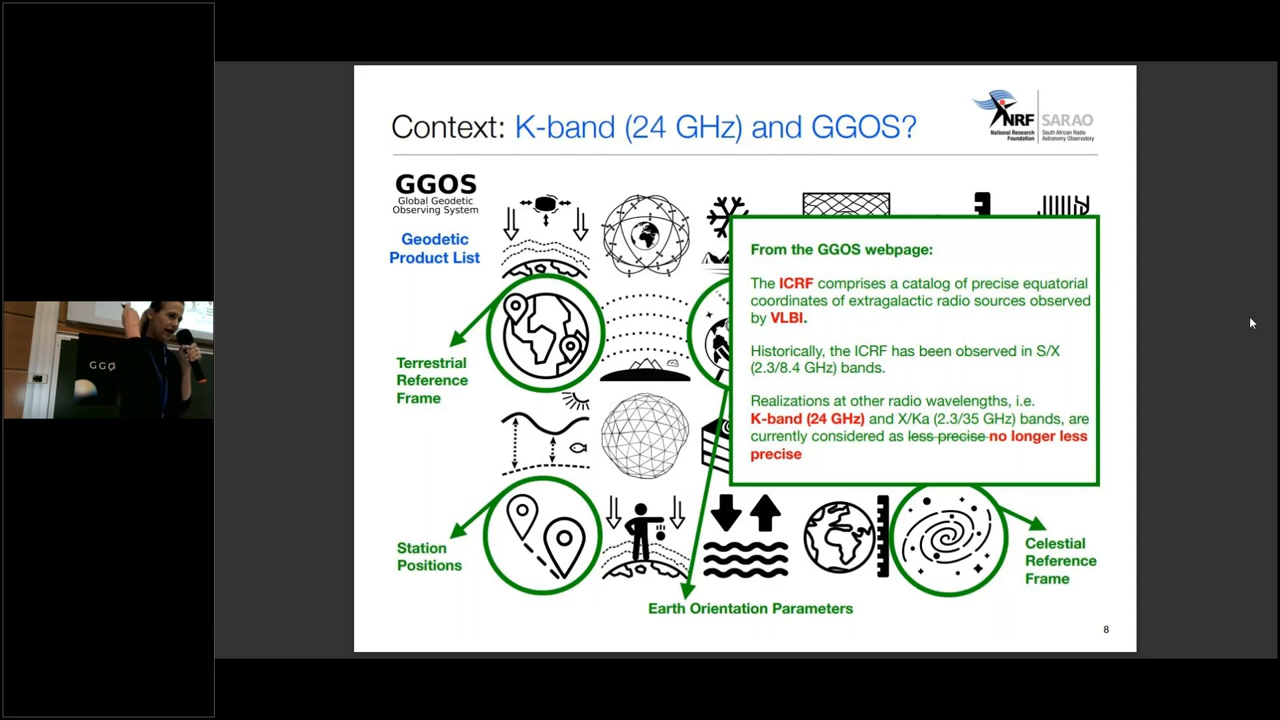 Context: K-band (24 GHz) and GGOS?
NRF
National Research
Foundation
SARAO
South African Radio
Astronomy Observatory
GGOS
Global Geodetic
Observing System
Geodetic
Product List
From the GGOS webpage:
The ICRF comprises a catalog of precise equatorial
coordinates of extragalactic radio sources observed
by VLBI.
Historically, the ICRF has been observed in S/X
(2.3/8.4 GHz) bands.
Realizations at other radio wavelengths, i.e.
K-band (24 GHz) and X/Ka (2.3/35 GHz) bands, are
currently considered as less precise no longer less
precise
Terrestrial
Reference
Frame
Station
Positions
Earth Orientation Parameters
Celestial
Reference
Frame
8